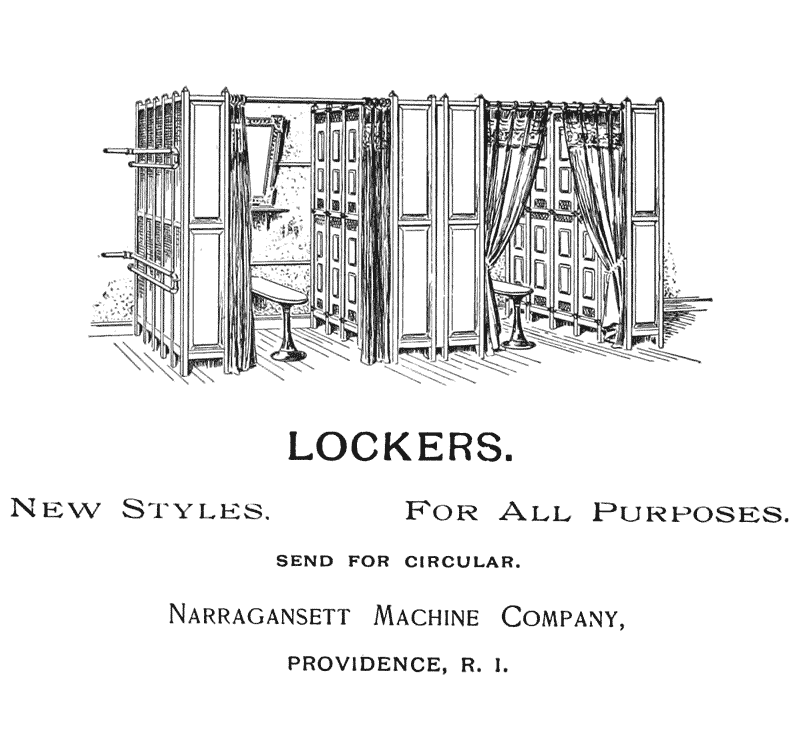 LOCKERS.
NEW STYLES. FOR ALL PURPOSES.
SEND FOR CIRCULAR.
NARRAGANSETT MACHINE COMPANY,
PROVIDENCE, R. I.